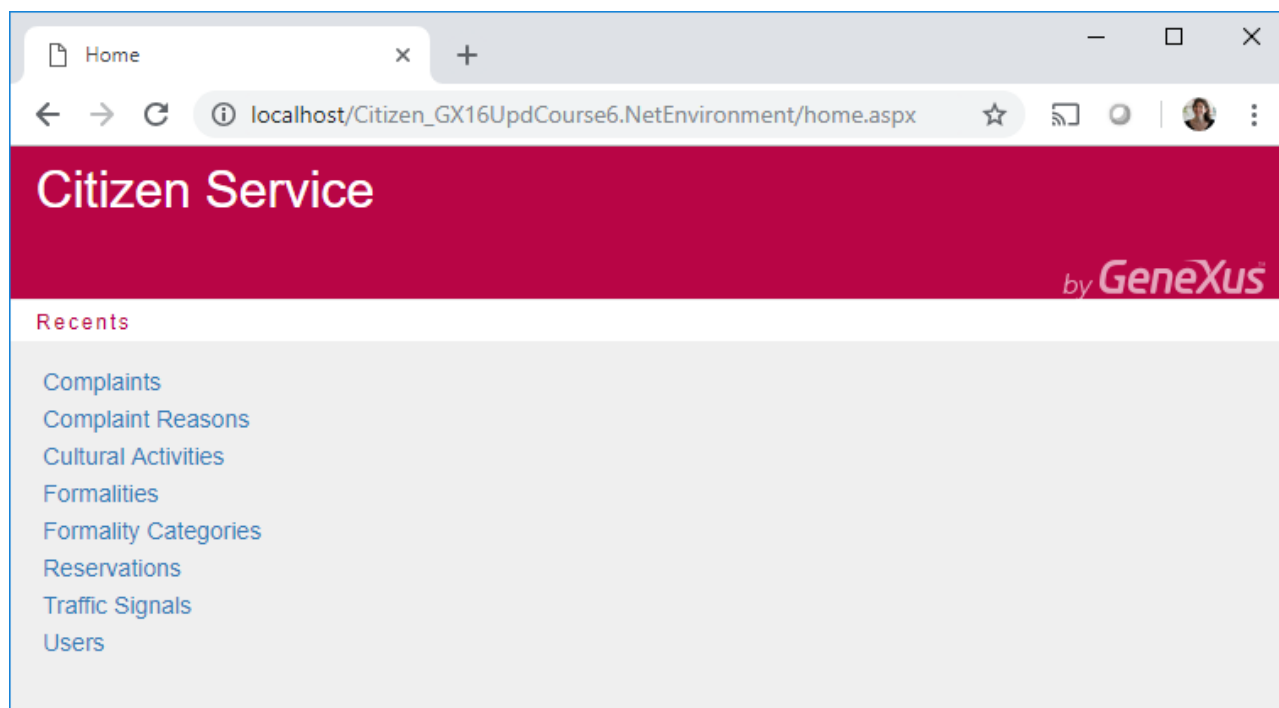 Home
localhost/Citizen_GX16UpdCourse6.NetEnvironment/home.aspx
Citizen Service
by GeneXus™
Recents
Complaints
Complaint Reasons
Cultural Activities
Formalities
Formality Categories
Reservations
Traffic Signals
Users